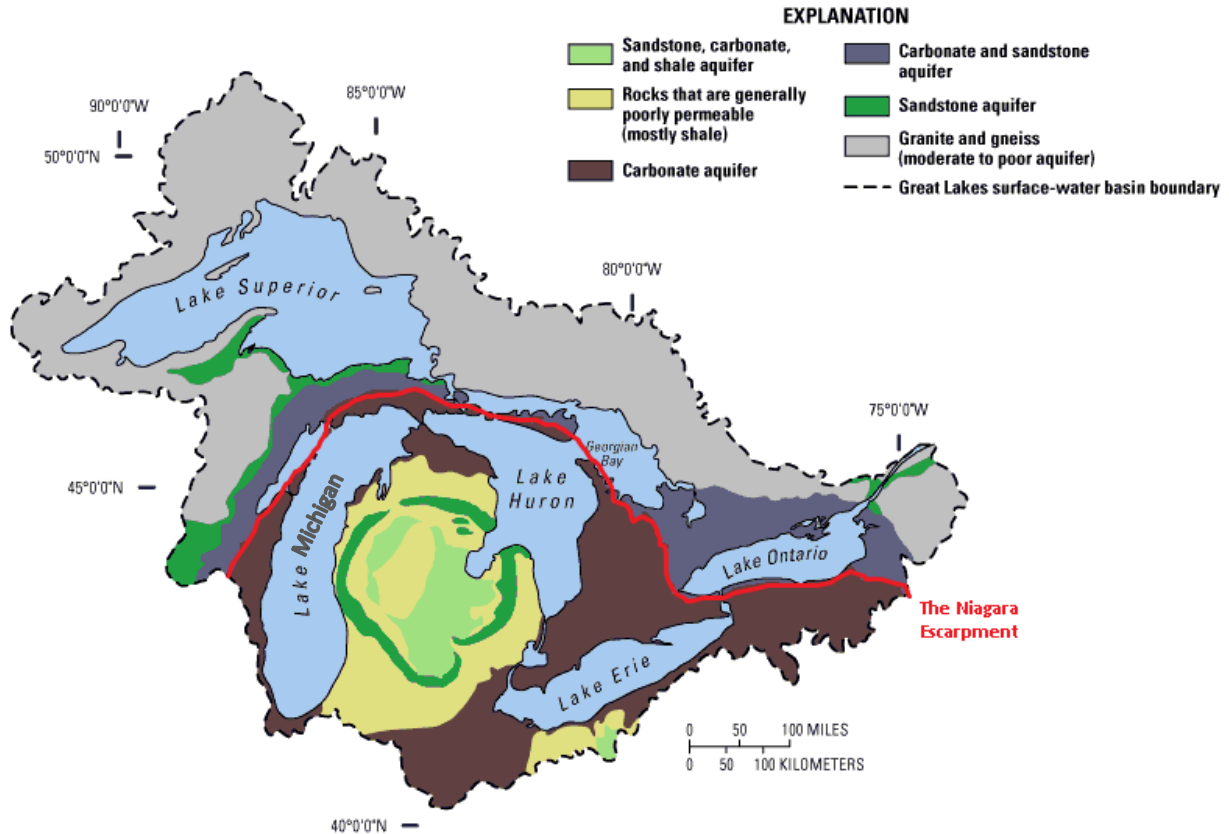 EXPLANATION
Sandstone, carbonate,
and shale aquifer
Rocks that are generally
poorly permeable
(mostly shale)
Carbonate aquifer
Carbonate and sandstone
aquifer
Sandstone aquifer
Granite and gneiss
(moderate to poor aquifer)
Great Lakes surface-water basin boundary
90°0'0"W
85°0'0"W
50°0'0"N
80°0'0"W
Lake Superior
75°0'0"W
Georgian
Bay
45°0'0"N
Lake
Huron
Lake Michigan
Lake Ontario
The Niagara
Escarpment
Lake Erie
0 50 100 MILES
0 50 100 KILOMETERS
40°0'0"N